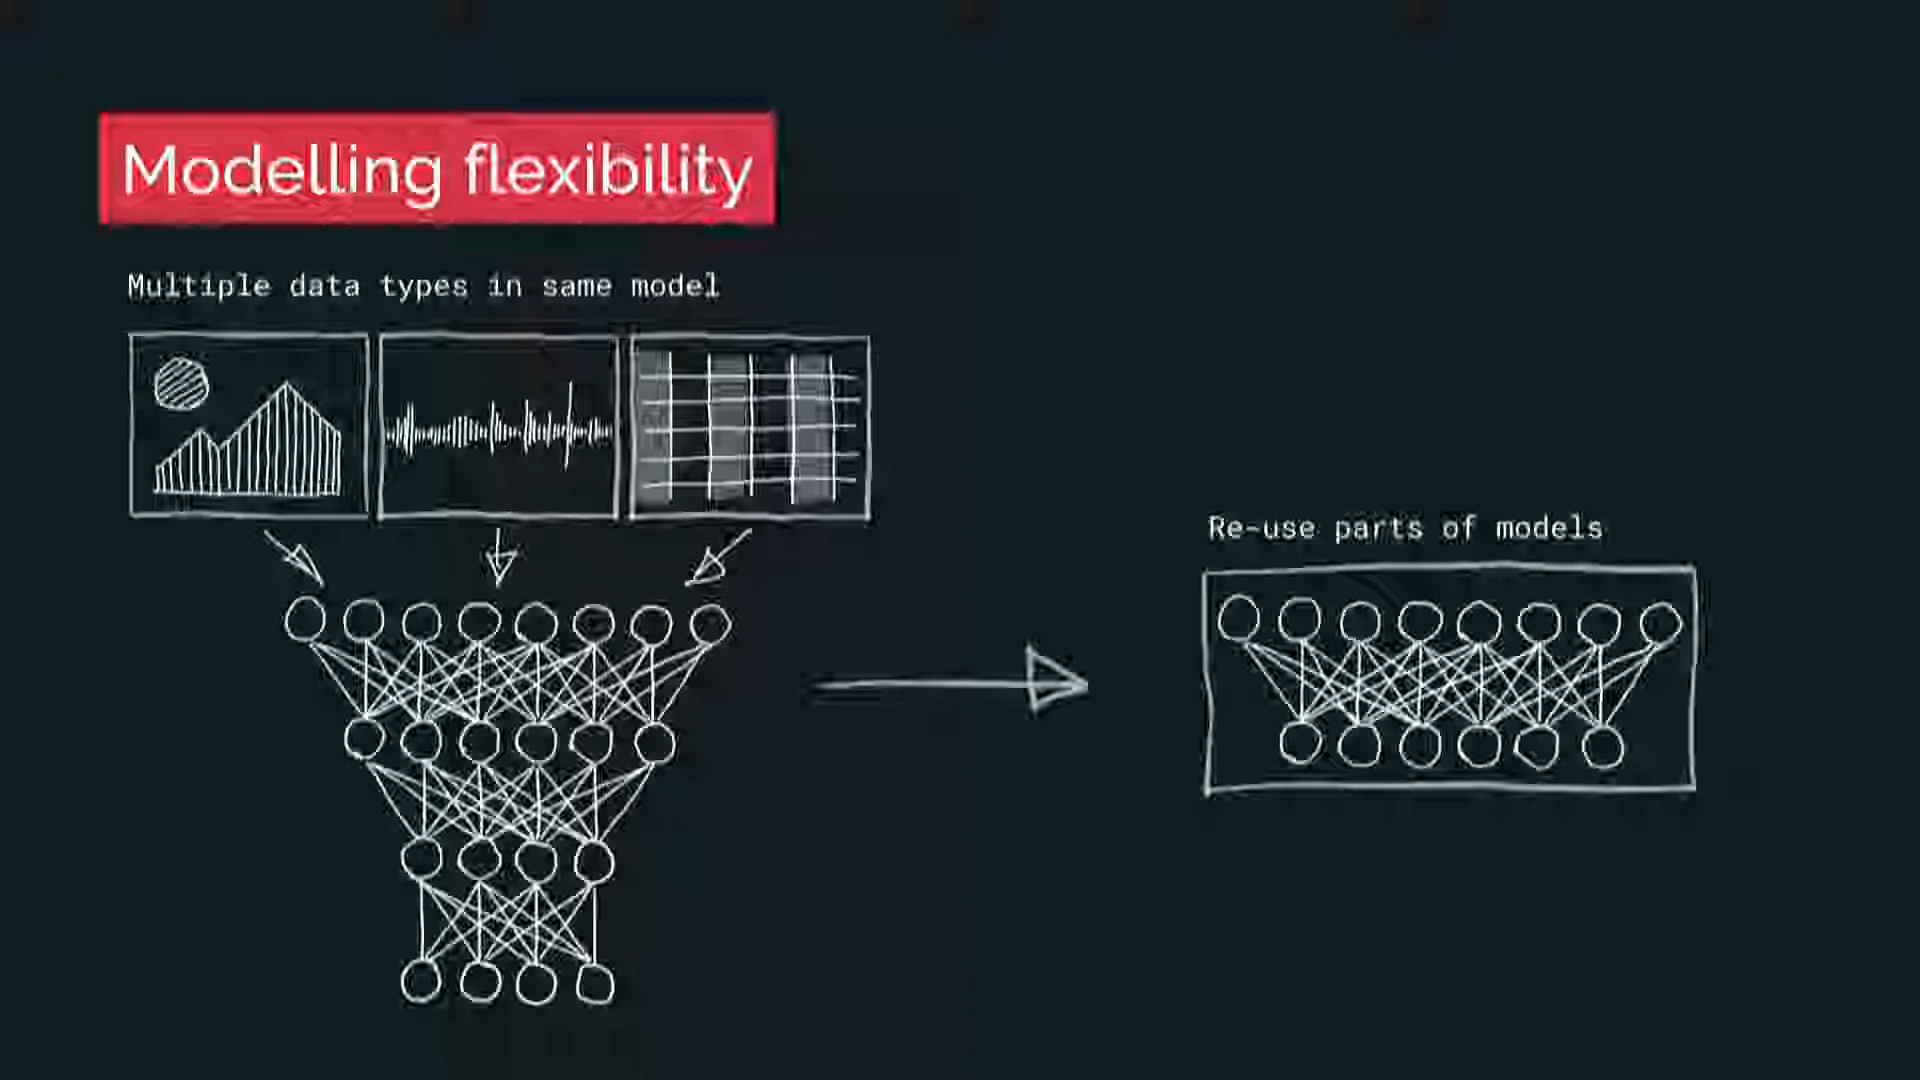 Modelling flexibility
Multiple data types in same model
Re-use parts of models